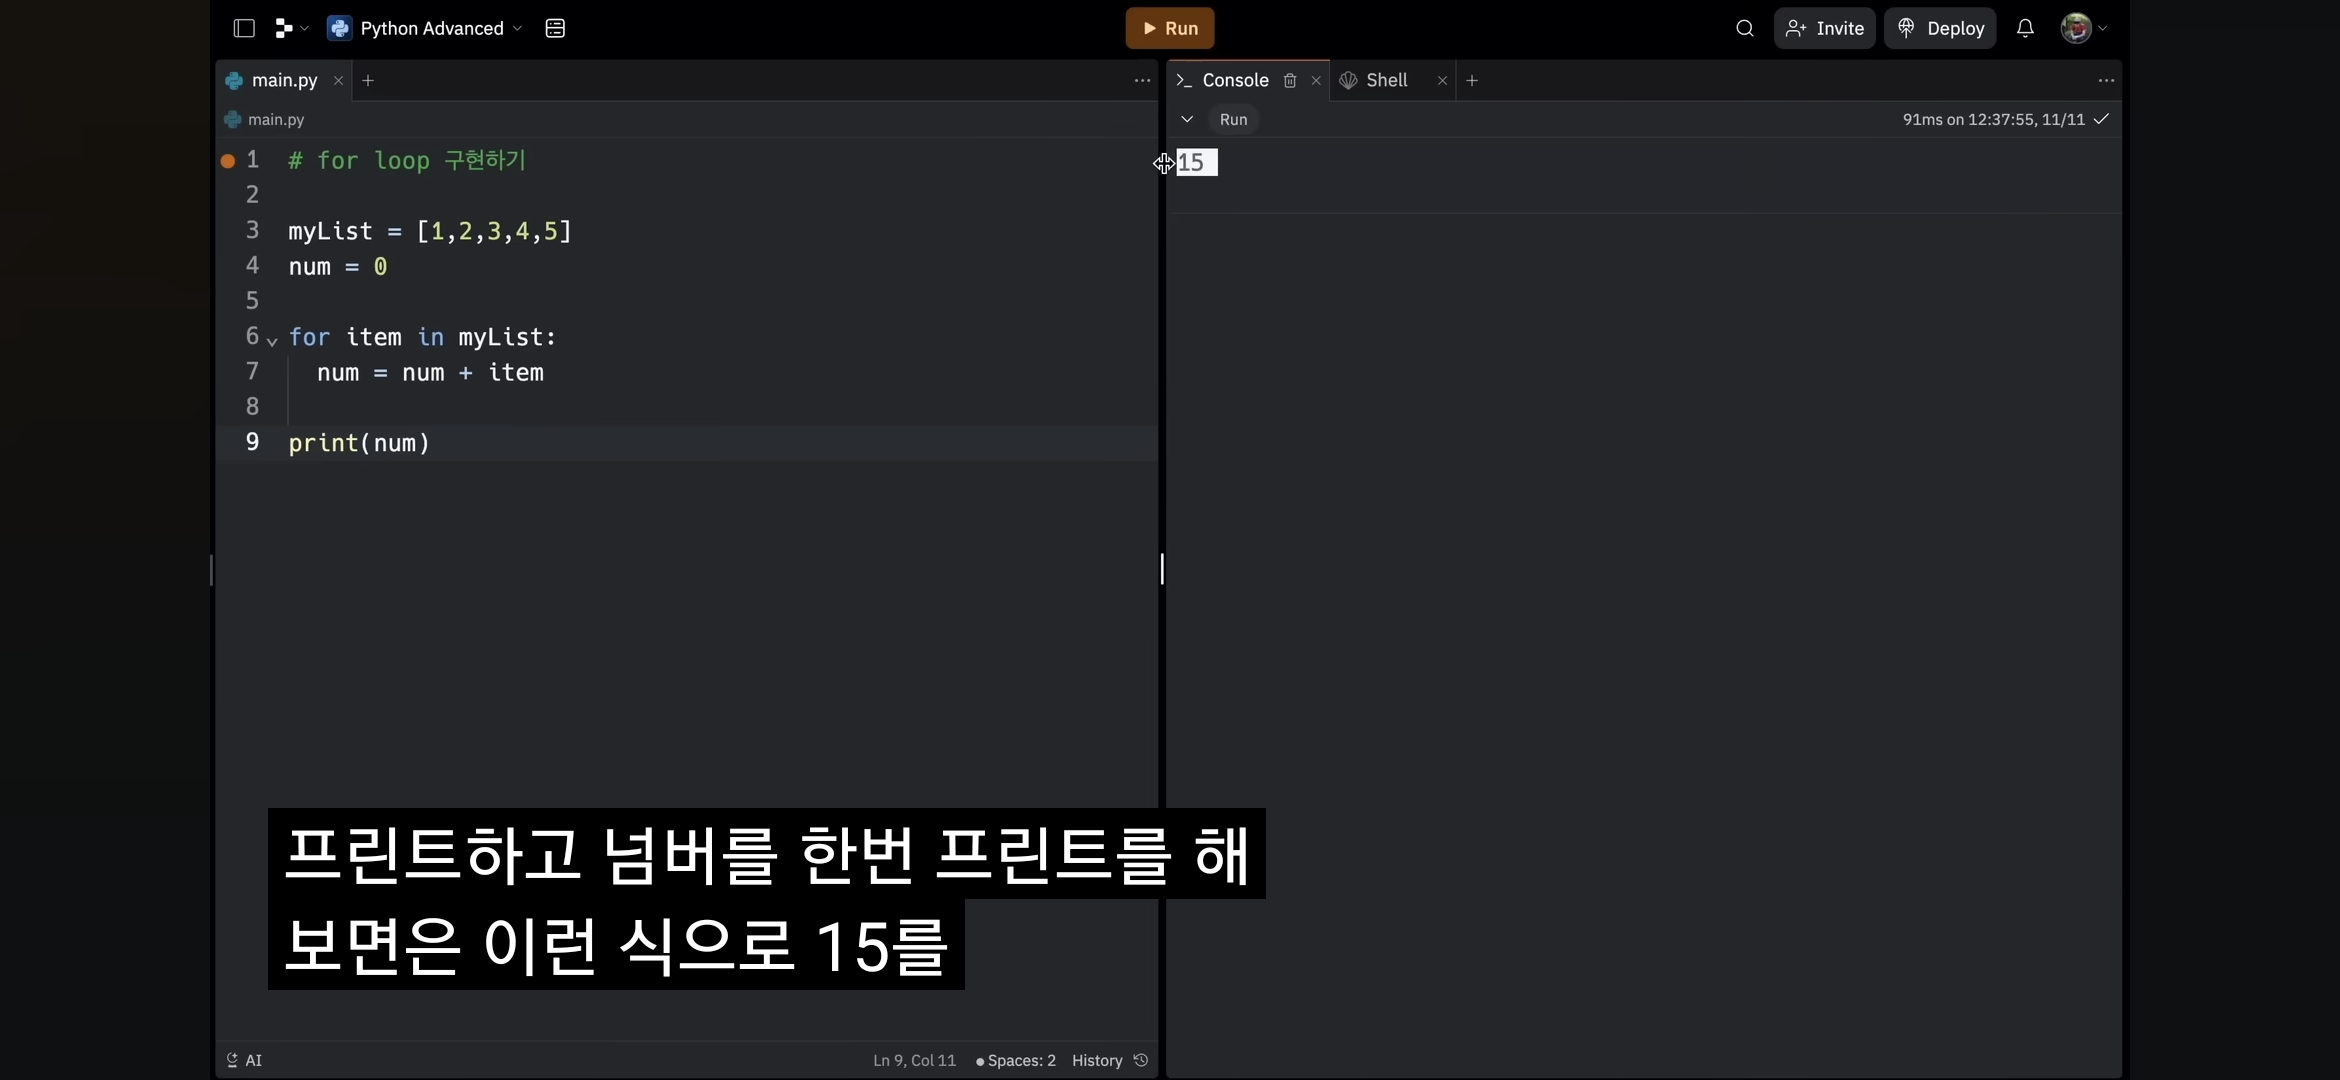 Python Advanced
Run
Invite
Deploy
main.py
main.py
1 # for loop 구현하기
2
3 myList = [1,2,3,4,5]
4 num = 0
5
6 for item in myList:
7 num = num + item
8
9 print(num)
AI
Ln 9, Col 11
Spaces: 2
History
Console
Shell
Run
91ms on 12:37:55, 11/11
15
프린트하고 넘버를 한번 프린트를 해
보면은 이런 식으로 15를